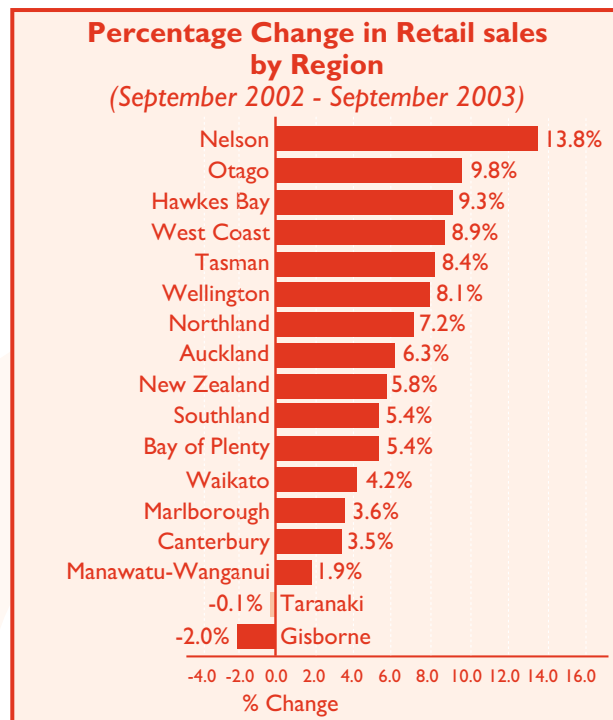 Percentage Change in Retail sales
by Region
(September 2002 - September 2003)
Nelson 13.8%
Otago 9.8%
Hawkes Bay 9.3%
West Coast 8.9%
Tasman 8.4%
Wellington 8.1%
Northland 7.2%
Auckland 6.3%
New Zealand 5.8%
Southland 5.4%
Bay of Plenty 5.4%
Waikato 4.2%
Marlborough 3.6%
Canterbury 3.5%
Manawatu-Wanganui 1.9%
-0.1% Taranaki
-2.0% Gisborne
-4.0 -2.0 0.0 2.0 4.0 6.0 8.0 10.0 12.0 14.0 16.0
% Change